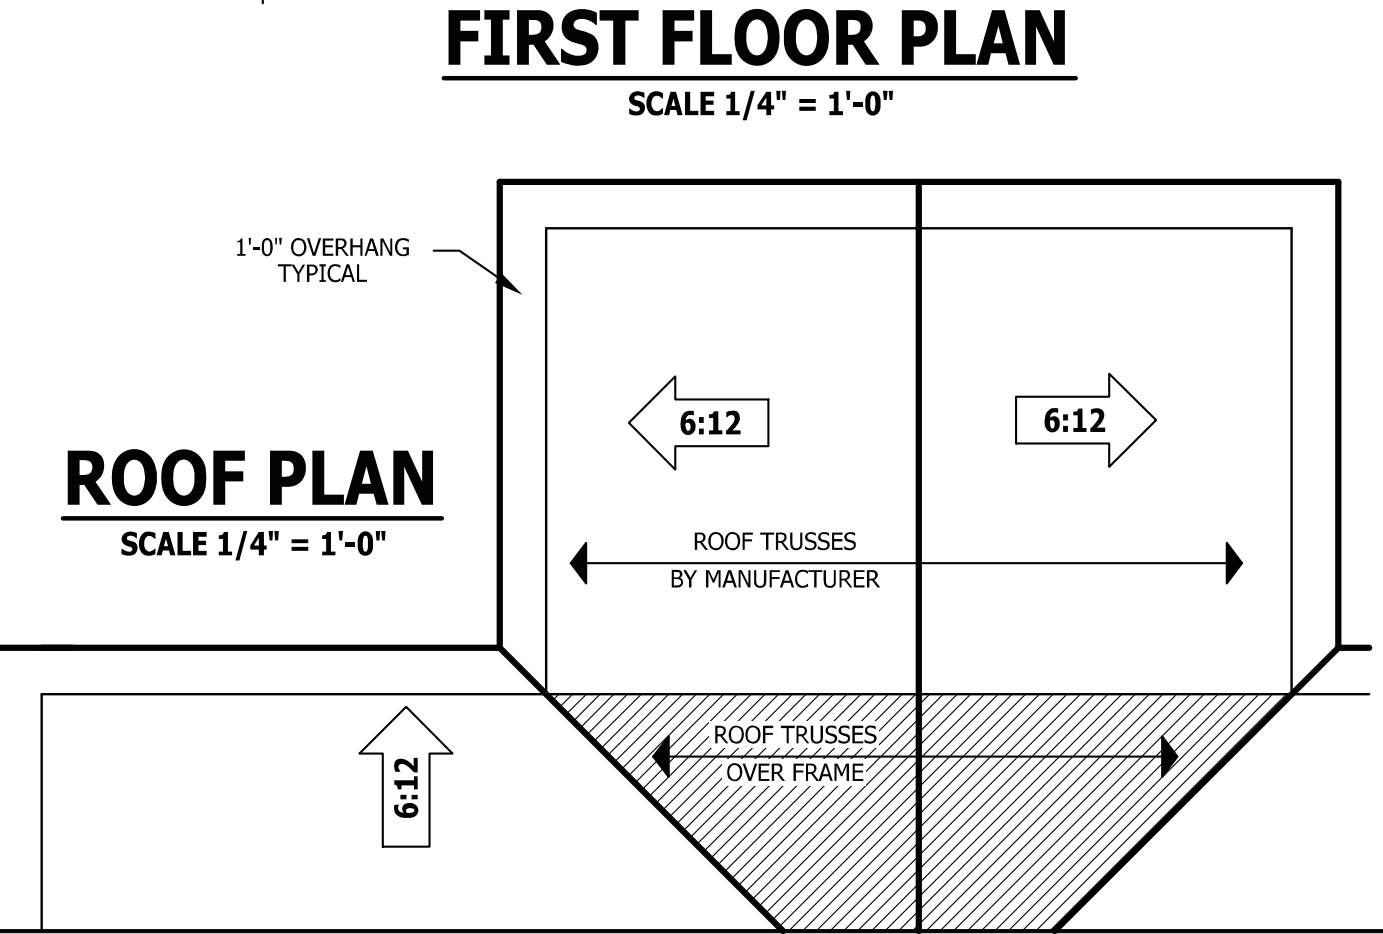 FIRST FLOOR PLAN
SCALE 1/4" = 1'-0"
1'-0" OVERHANG
TYPICAL
6:12
6:12
ROOF PLAN
SCALE 1/4" = 1'-0"
ROOF TRUSSES
BY MANUFACTURER
ROOF TRUSSES
OVER FRAME
6:12